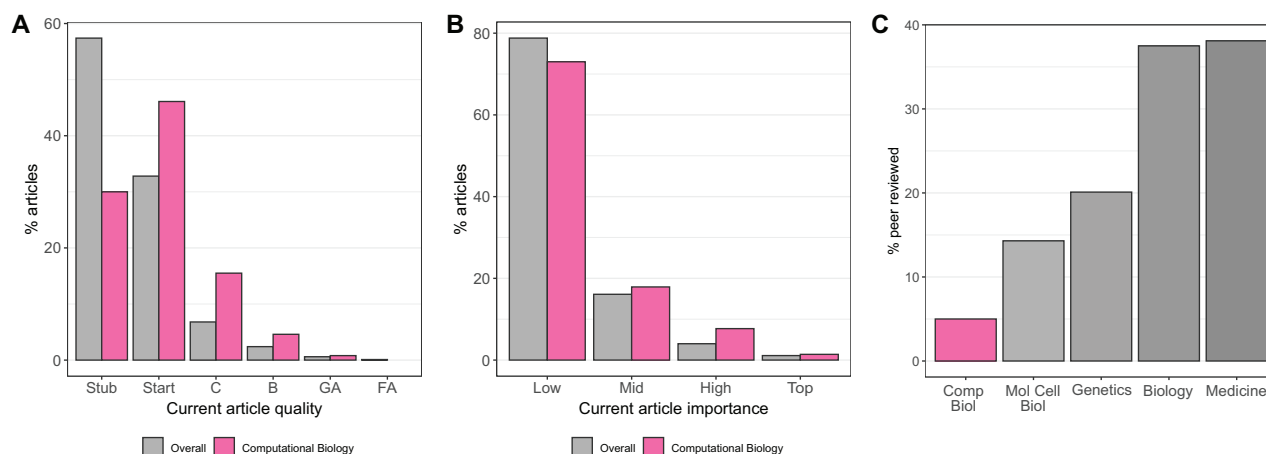 A
60
40
20
0
% articles
Stub Start C B GA FA
Current article quality
Overall Computational Biology
B
80
60
40
20
0
% articles
Low Mid High Top
Current article importance
Overall Computational Biology
C
40
30
20
10
0
% peer reviewed
Comp Mol Cell Genetics Biology Medicine
Biol Biol